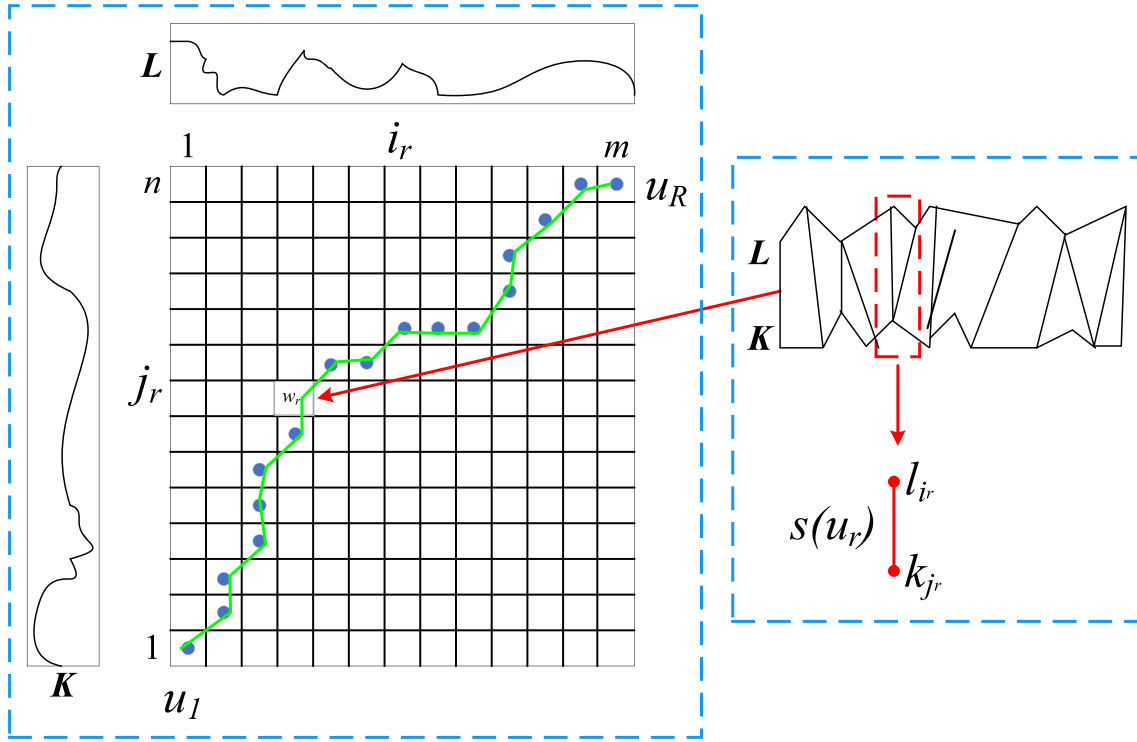 L
1 i_r m
n u_R
L
K
j_r w_r
l_{i_r}
s(u_r)
k_{j_r}
1
K
u_1